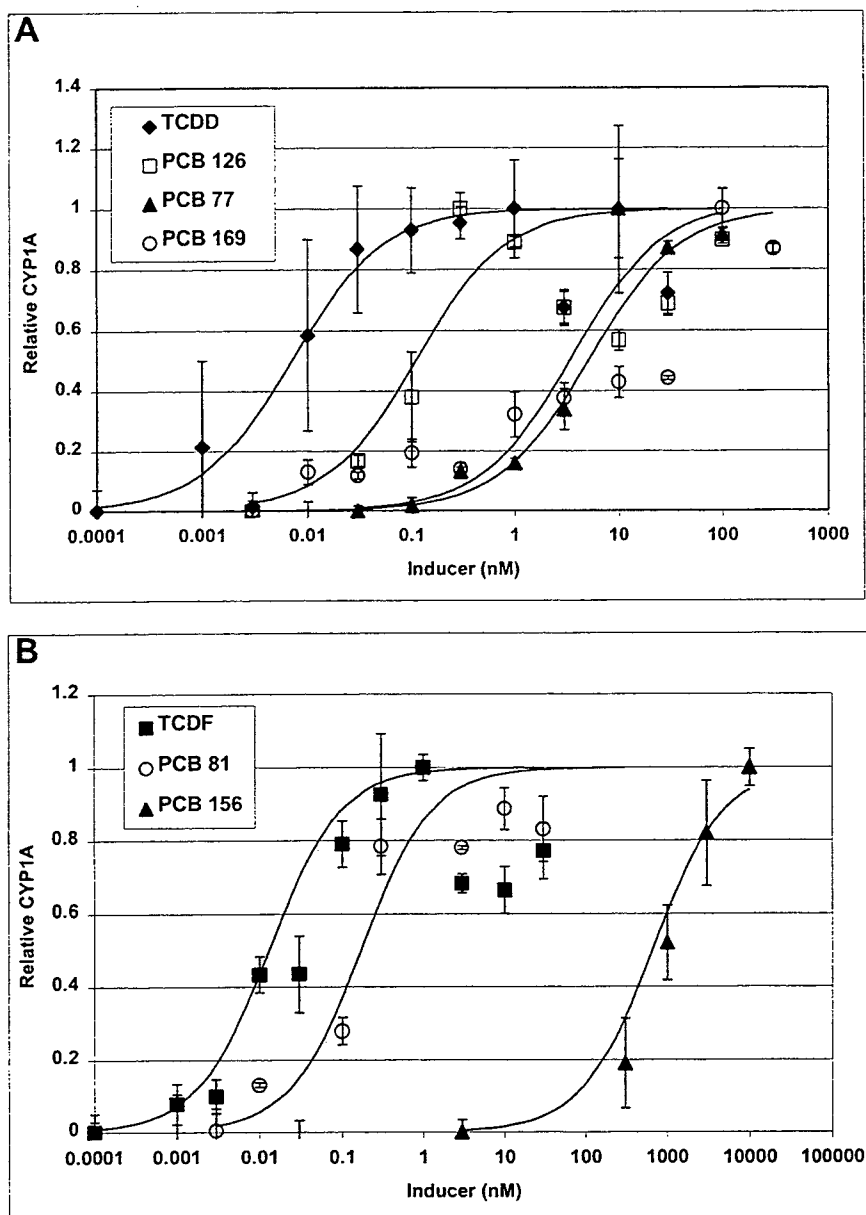 A
1.4
1.2
1
0.8
0.6
0.4
0.2
0
Relative CYP1A
TCDD
PCB 126
PCB 77
PCB 169
0.0001 0.001 0.01 0.1 1 10 100 1000
Inducer (nM)
B
1.2
1
0.8
0.6
0.4
0.2
0
Relative CYP1A
TCDF
PCB 81
PCB 156
0.0001 0.001 0.01 0.1 1 10 100 1000 10000 100000
Inducer (nM)